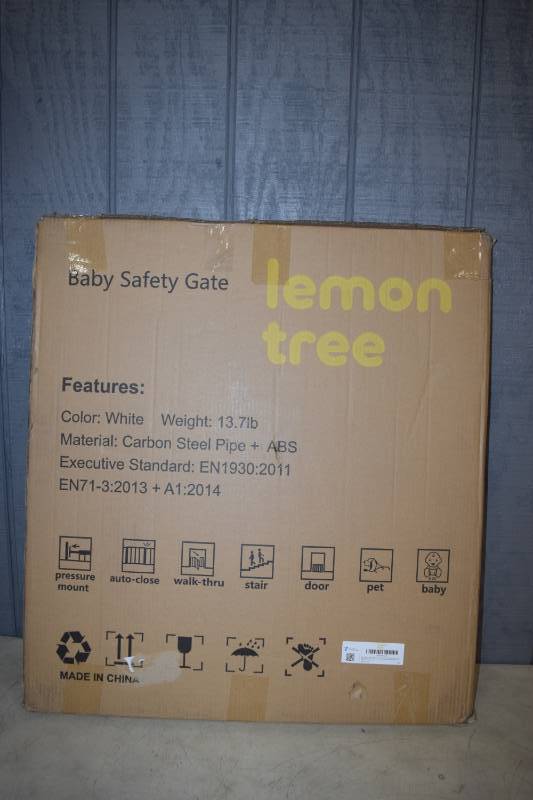 Baby Safety Gate
lemon
tree
Features:
Color: White Weight: 13.7lb
Material: Carbon Steel Pipe + ABS
Executive Standard: EN1930:2011
EN71-3:2013 + A1:2014
pressure
mount
auto-close
walk-thru
stair
door
pet
baby
MADE IN CHINA